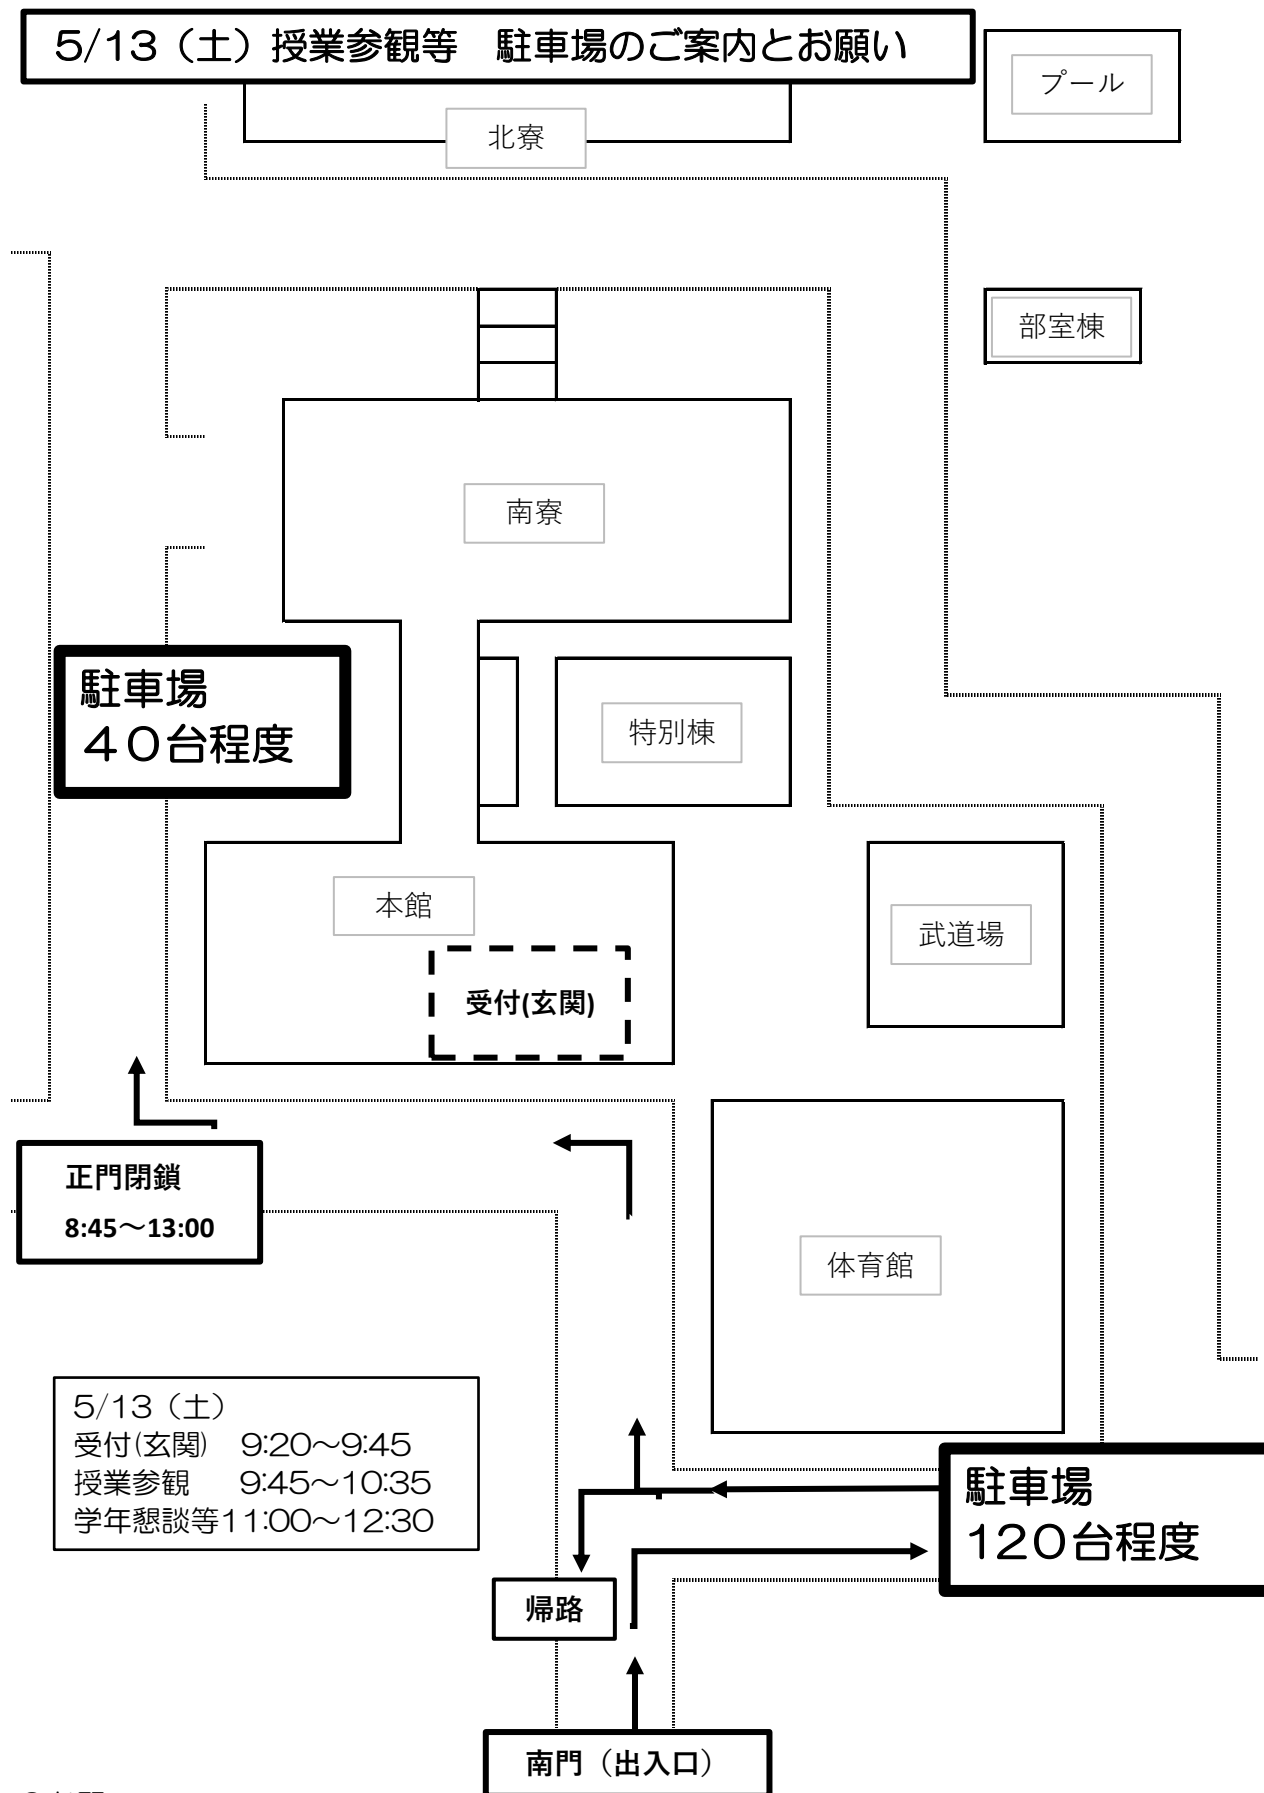 5/13（土）授業参観等　駐車場のご案内とお願い
プール
北寮
部室棟
南寮
駐車場
４０台程度
特別棟
本館
武道場
受付(玄関)
正門閉鎖
8:45～13:00
体育館
5/13（土）
受付(玄関)　9:20～9:45
授業参観　9:45～10:35
学年懇談等11:00～12:30
駐車場
120台程度
帰路
南門（出入口）